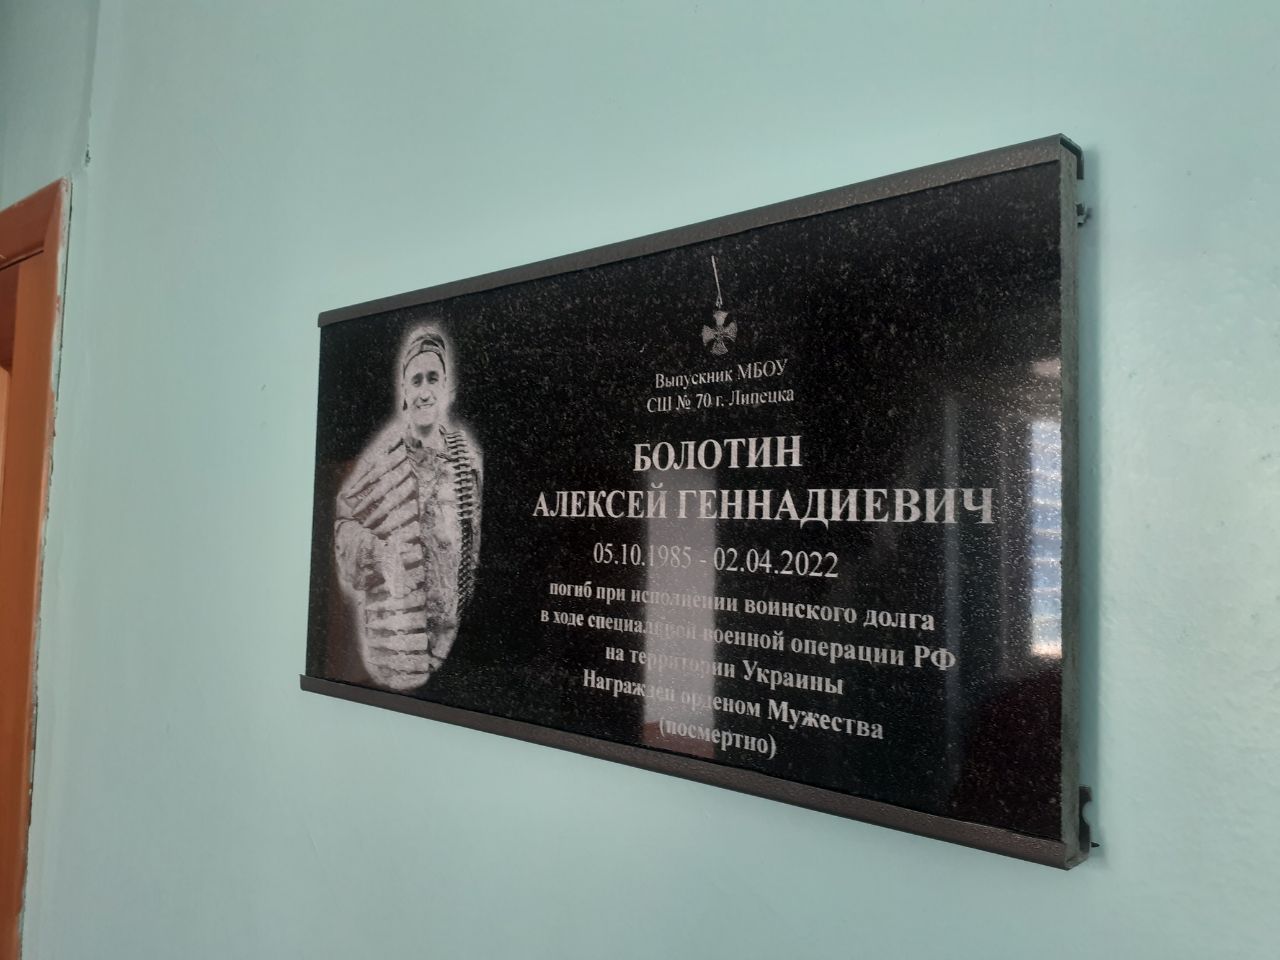 Выпускник МБОУ
СШ № 70 г. Липецка
БОЛОТИН
АЛЕКСЕЙ ГЕННАДИЕВИЧ
05.10.1985 - 02.04.2022
погиб при исполнении воинского долга
в ходе специальной военной операции РФ
на территории Украины
Награжден орденом Мужества
(посмертно)